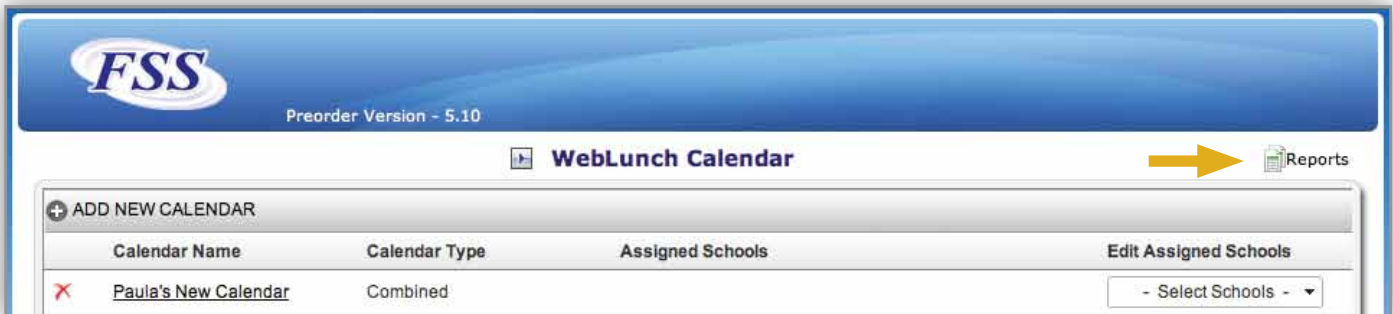 FSS
Preorder Version - 5.10
WebLunch Calendar
Reports
ADD NEW CALENDAR
Calendar Name Calendar Type Assigned Schools Edit Assigned Schools
Paula's New Calendar Combined - Select Schools -